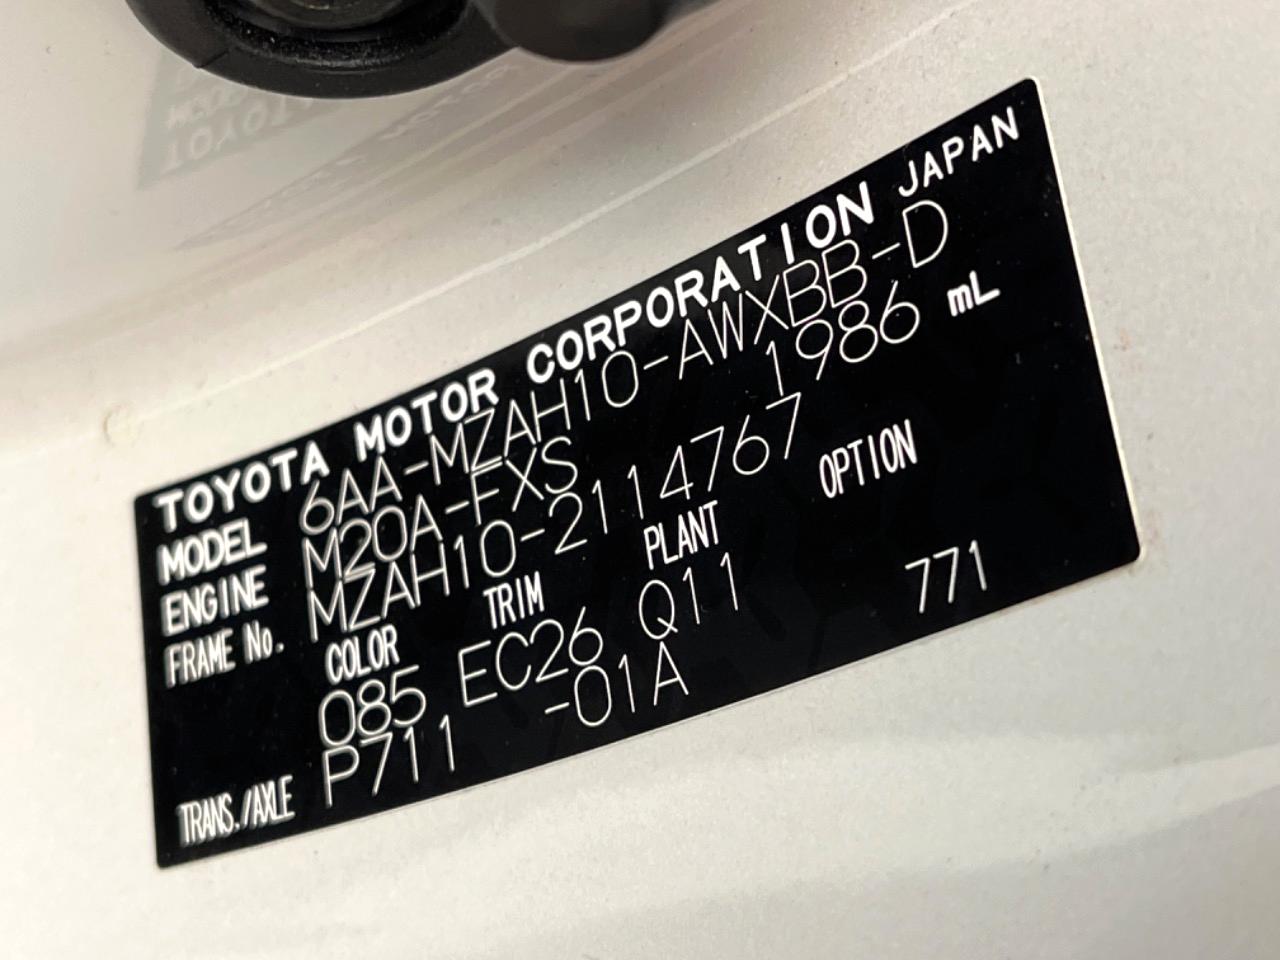 TOYOTA MOTOR CORPORATION JAPAN
MODEL 6AA-MZAH10-AWXBB-D
ENGINE M20A-FXS 1986 mL
FRAME No. MZAH10-2114767
COLOR TRIM PLANT OPTION
085 EC26 Q11 771
TRANS./AXLE P711 -01A